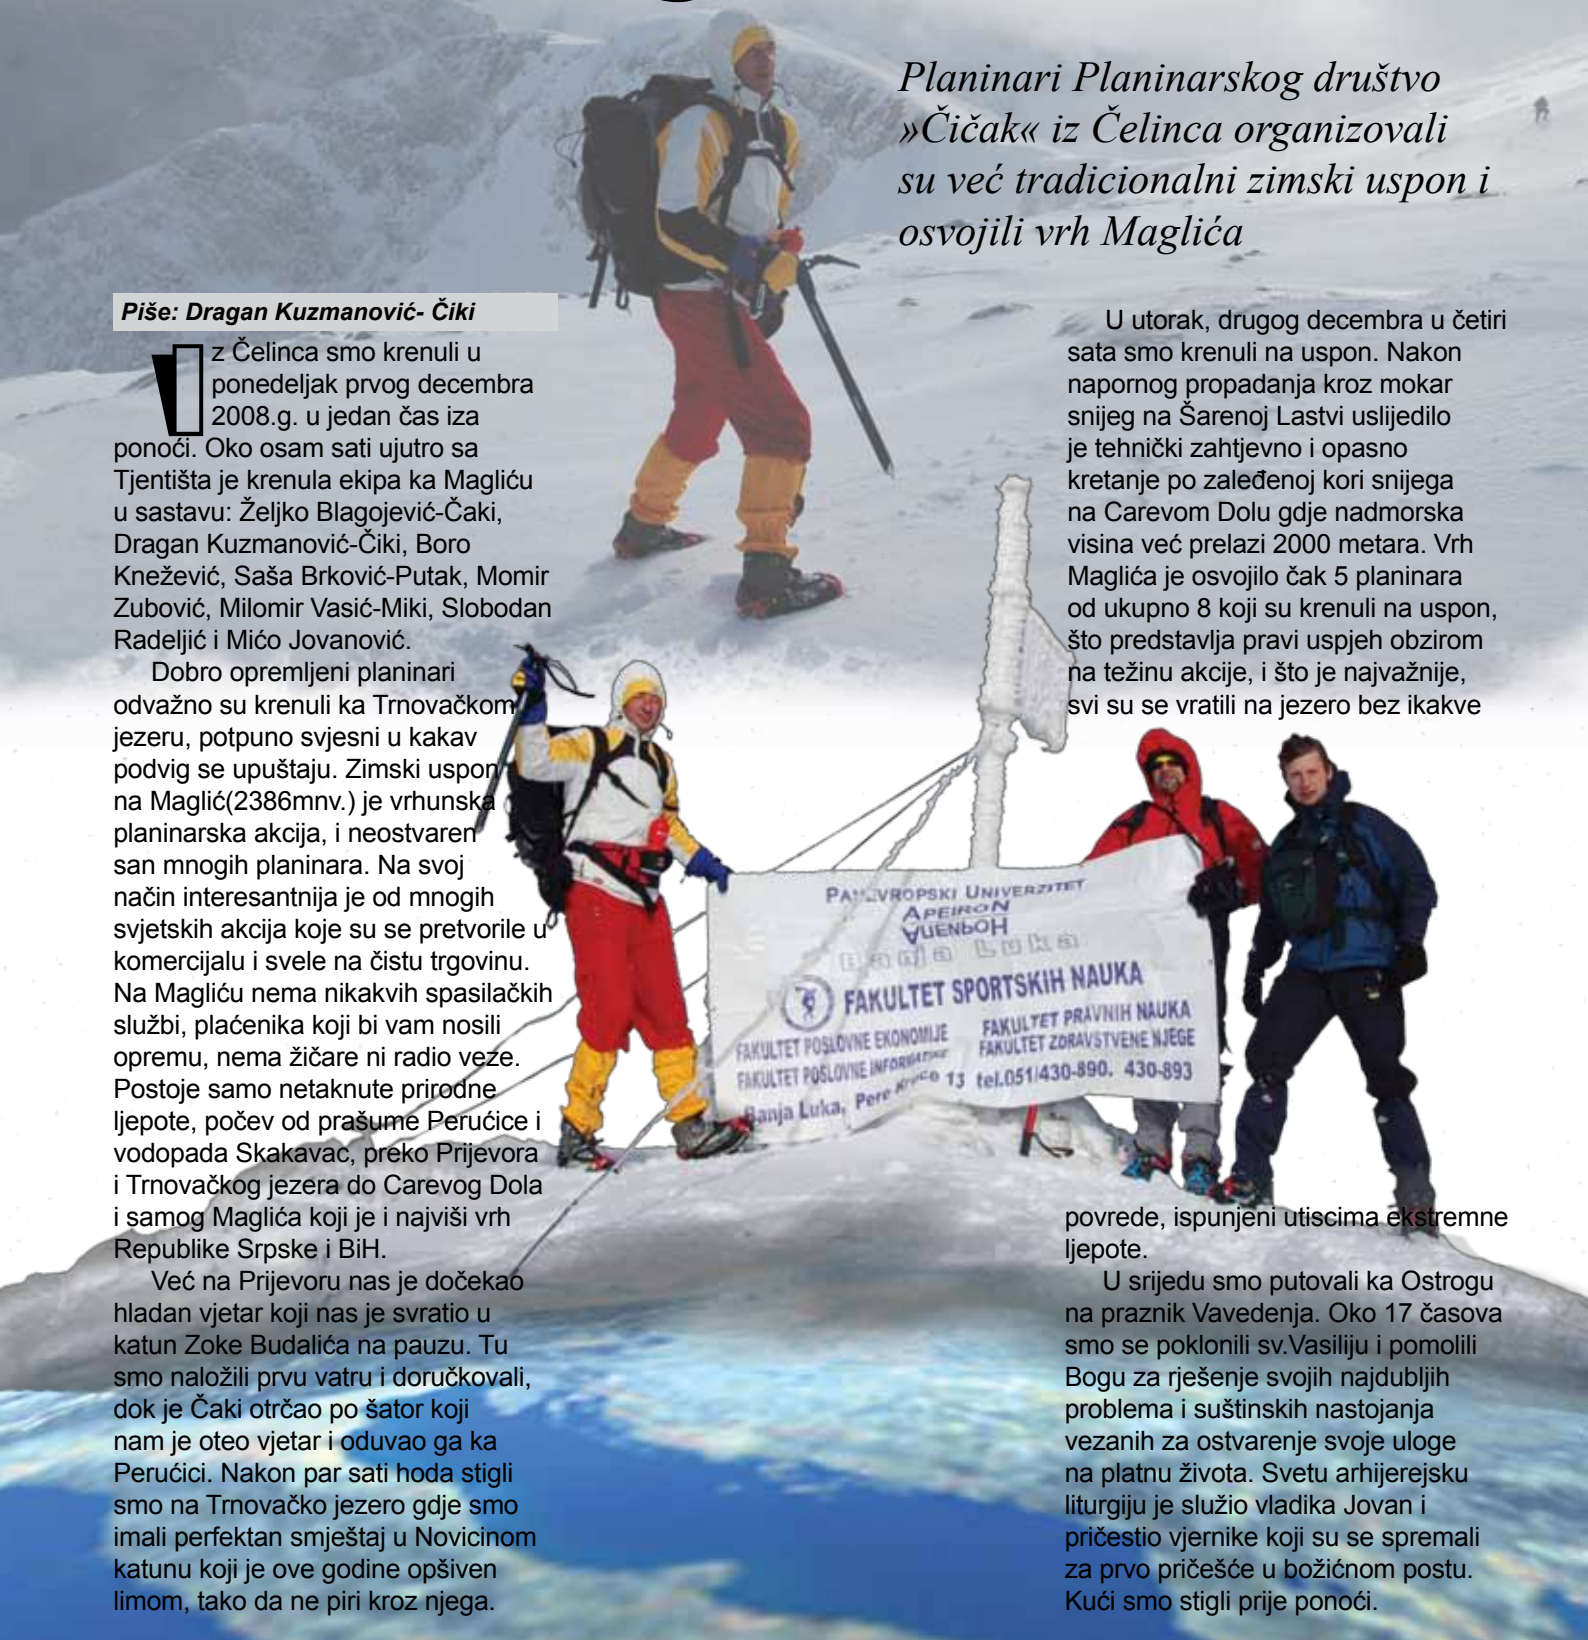 Planinari Planinarskog društvo
»Čičak« iz Čelinca organizovali
su već tradicionalni zimski uspon i
osvojili vrh Maglića
Piše: Dragan Kuzmanović- Čiki
Iz Čelinca smo krenuli u
ponedeljak prvog decembra
2008.g. u jedan čas iza
ponoći. Oko osam sati ujutro sa
Tjentišta je krenula ekipa ka Magliću
u sastavu: Željko Blagojević-Čaki,
Dragan Kuzmanović-Čiki, Boro
Knežević, Saša Brković-Putak, Momir
Zubović, Milomir Vasić-Miki, Slobodan
Radeljić i Mićo Jovanović.
Dobro opremljeni planinari
odvažno su krenuli ka Trnovačkom
jezeru, potpuno svjesni u kakav
podvig se upuštaju. Zimski uspon
na Maglić(2386mnv.) je vrhunska
planinarska akcija, i neostvaren
san mnogih planinara. Na svoj
način interesantnija je od mnogih
svjetskih akcija koje su se pretvorile u
komercijalu i svele na čistu trgovinu.
Na Magliću nema nikakvih spasilačkih
službi, plaćenika koji bi vam nosili
opremu, nema žičare ni radio veze.
Postoje samo netaknute prirodne
ljepote, počev od prašume Perućice i
vodopada Skakavac, preko Prijevora
i Trnovačkog jezera do Carevog Dola
i samog Maglića koji je i najviši vrh
Republike Srpske i BiH.
Već na Prijevoru nas je dočekao
hladan vjetar koji nas je svratio u
katun Zoke Budalića na pauzu. Tu
smo naložili prvu vatru i doručkovali,
dok je Čaki otrčao po šator koji
nam je oteo vjetar i oduvao ga ka
Perućici. Nakon par sati hoda stigli
smo na Trnovačko jezero gdje smo
imali perfektan smještaj u Novicinom
katunu koji je ove godine opšiven
limom, tako da ne piri kroz njega.
U utorak, drugog decembra u četiri
sata smo krenuli na uspon. Nakon
napornog propadanja kroz mokar
snijeg na Šarenoj Lastvi uslijedilo
je tehnički zahtjevno i opasno
kretanje po zaleđenoj kori snijega
na Carevom Dolu gdje nadmorska
visina već prelazi 2000 metara. Vrh
Maglića je osvojilo čak 5 planinara
od ukupno 8 koji su krenuli na uspon,
što predstavlja pravi uspjeh obzirom
na težinu akcije, i što je najvažnije,
svi su se vratili na jezero bez ikakve
povrede, ispunjeni utiscima ekstremne
ljepote.
U srijedu smo putovali ka Ostrogu
na praznik Vavedenja. Oko 17 časova
smo se poklonili sv.Vasiliju i pomolili
Bogu za rješenje svojih najdubljih
problema i suštinskih nastojanja
vezanih za ostvarenje svoje uloge
na platnu života. Svetu arhijerejsku
liturgiju je služio vladika Jovan i
pričestio vjernike koji su se spremali
za prvo pričešće u božićnom postu.
Kući smo stigli prije ponoći.
PANEVROPSKI UNIVERZITET
APEIRON
Banja Luka
FAKULTET SPORTSKIH NAUKA
FAKULTET POSLOVNE EKONOMIJE
FAKULTET PRAVNIH NAUKA
FAKULTET POSLOVNE INFORMATIKE
FAKULTET ZDRAVSTVENE NJEGE
Banja Luka, Pere 13 tel.051/430-890, 430-893